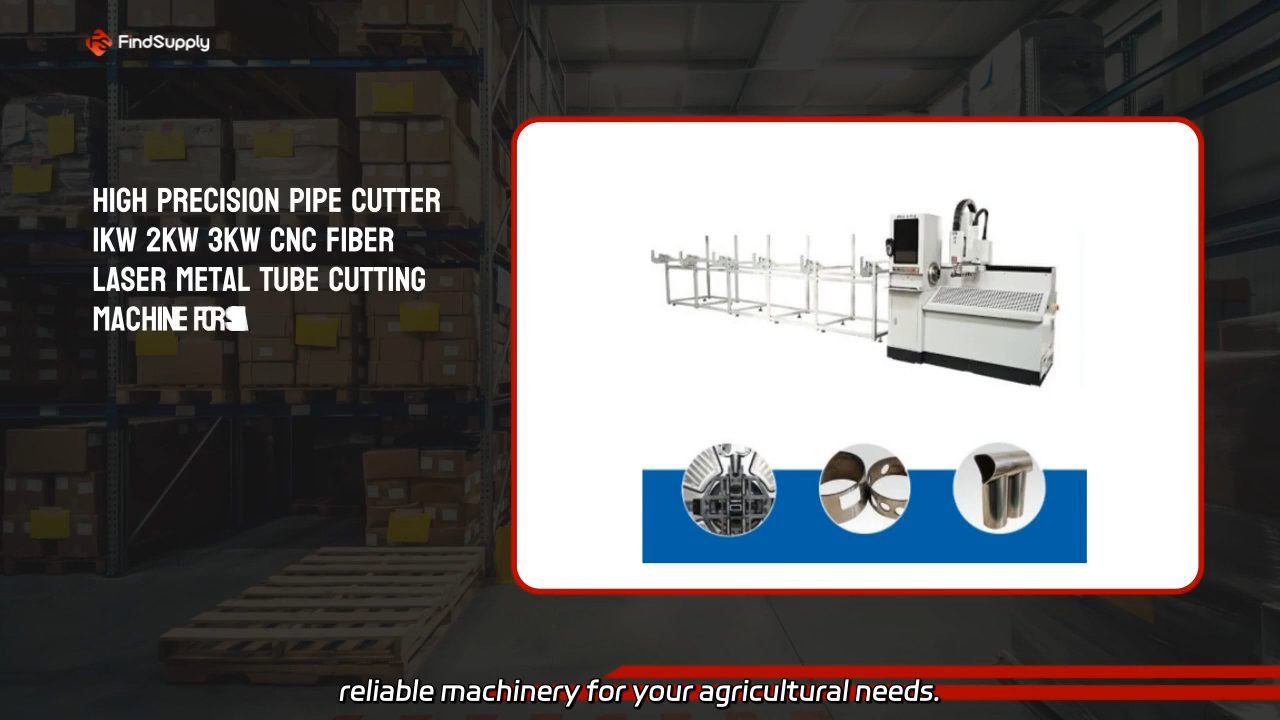 FindSupply
HIGH PRECISION PIPE CUTTER
1KW 2KW 3KW CNC FIBER
LASER METAL TUBE CUTTING
MACHINE FOR
reliable machinery for your agricultural needs.